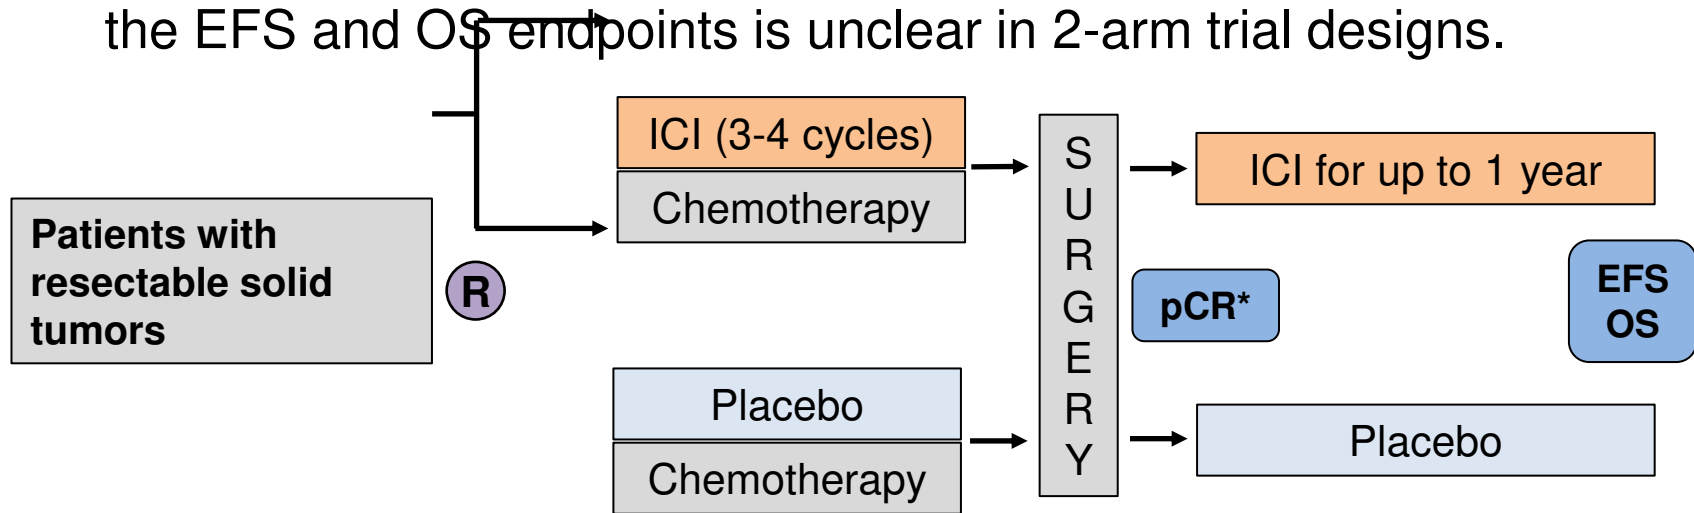 the EFS and OS endpoints is unclear in 2-arm trial designs.
ICI (3-4 cycles)
Chemotherapy
Patients with
resectable solid
tumors
R
Placebo
Chemotherapy
S
U
R
G
E
R
Y
ICI for up to 1 year
pCR*
EFS
OS
Placebo